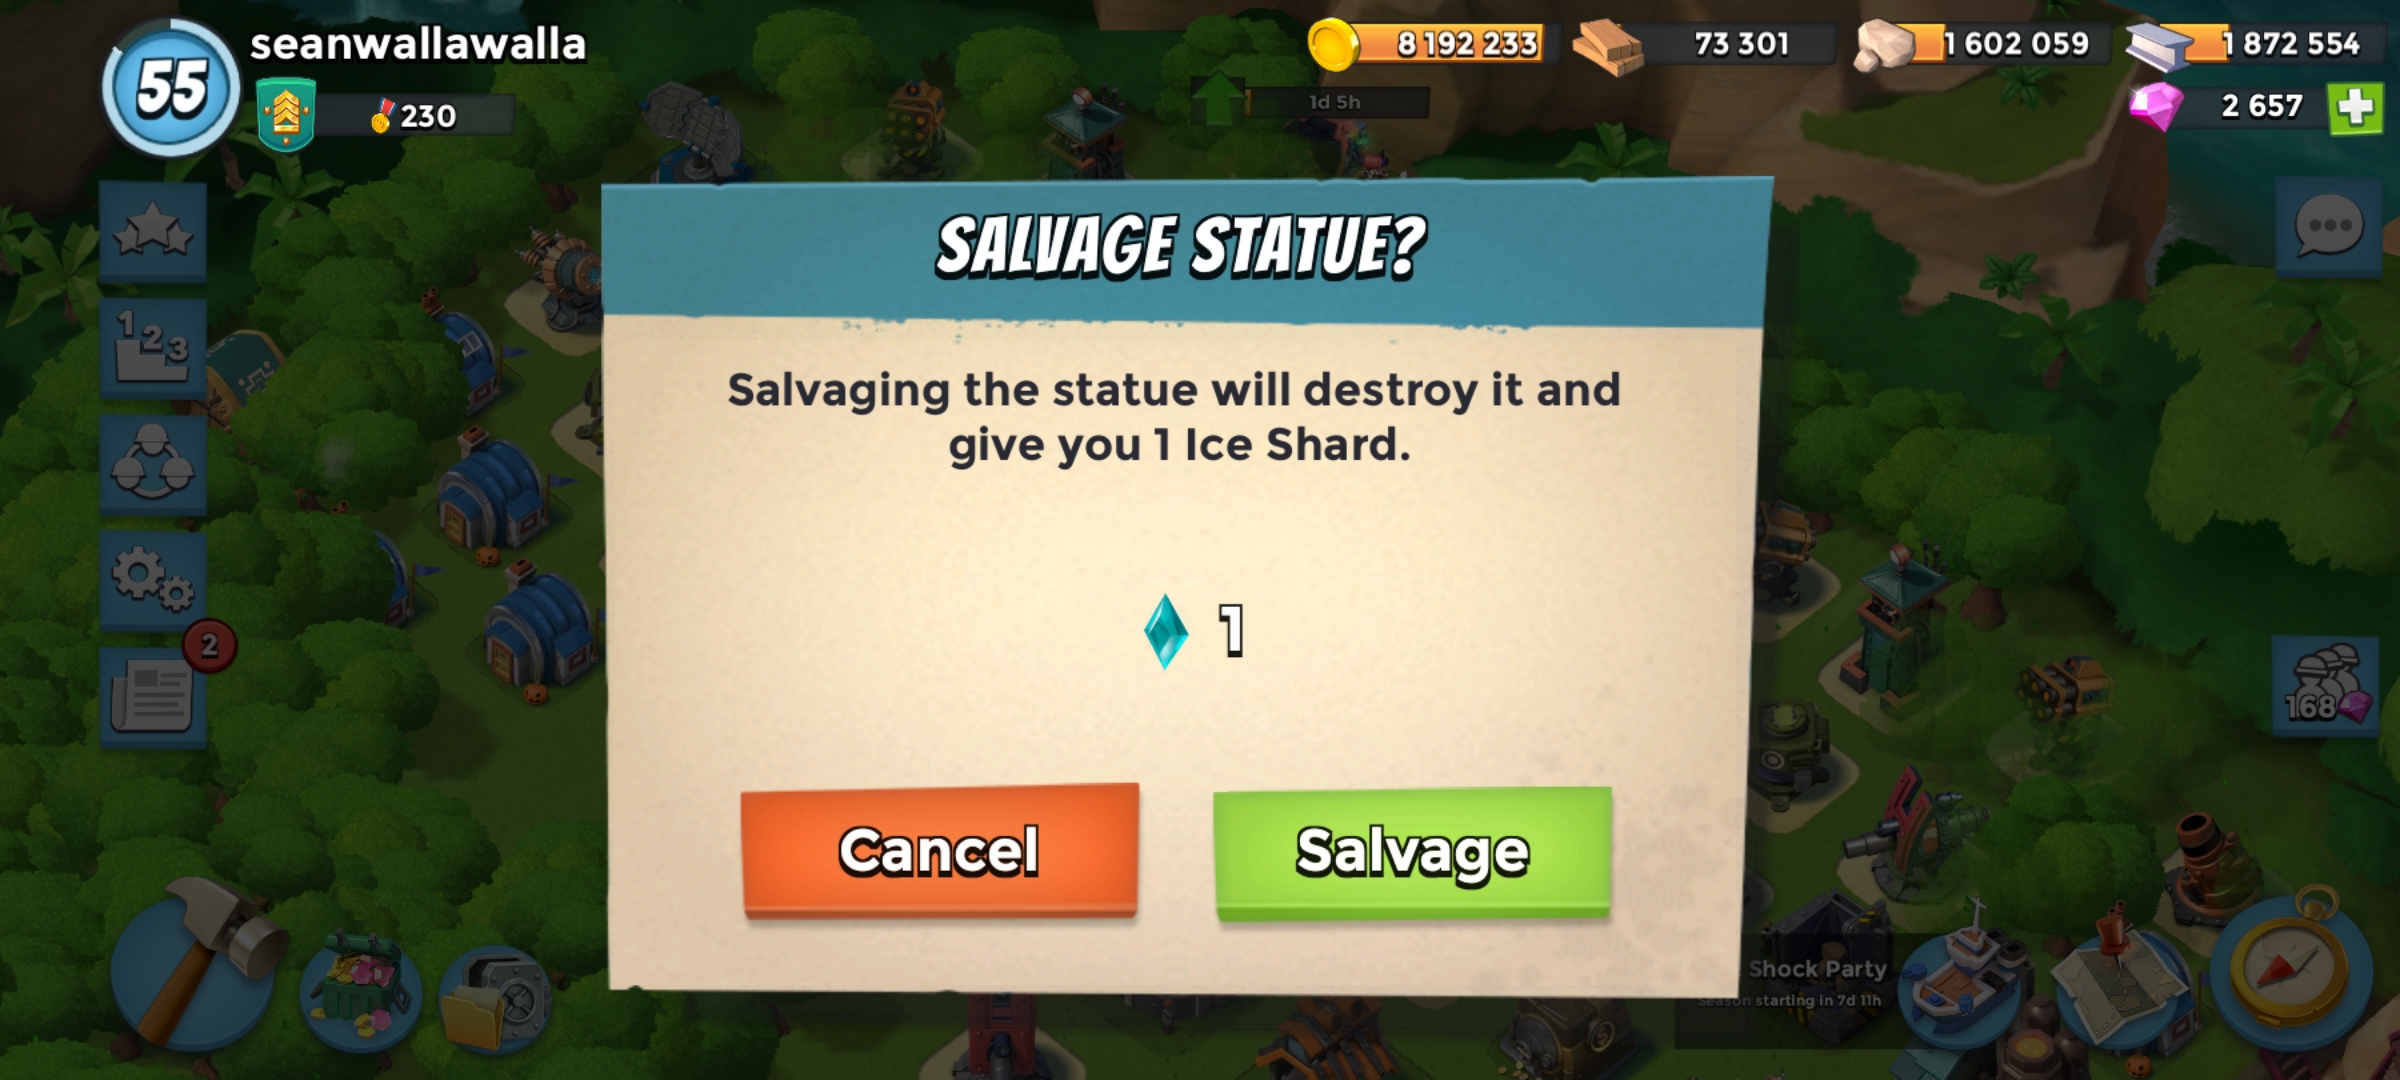 55
seanwallawalla
230
8 192 233
73 301
1 602 059
1 872 554
1d 5h
2 657
123
2
SALVAGE STATUE?
Salvaging the statue will destroy it and
give you 1 Ice Shard.
1
Cancel
Salvage
168
Shock Party
Season starting in 7d 11h